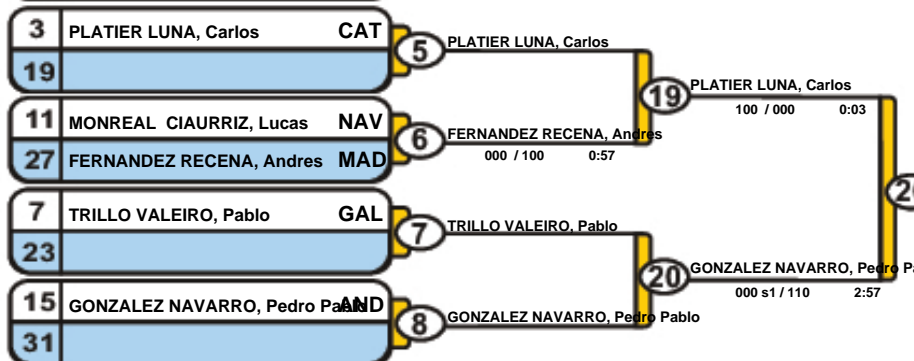 3 PLATIER LUNA, Carlos CAT
19
5 PLATIER LUNA, Carlos
11 MONREAL CIAURRIZ, Lucas NAV
27 FERNANDEZ RECENA, Andres MAD
6 FERNANDEZ RECENA, Andres
000 / 100 0:57
19 PLATIER LUNA, Carlos
100 / 000 0:03
7 TRILLO VALEIRO, Pablo GAL
23
7 TRILLO VALEIRO, Pablo
15 GONZALEZ NAVARRO, Pedro Pablo AND
31
8 GONZALEZ NAVARRO, Pedro Pablo
20 GONZALEZ NAVARRO, Pedro
000 s1 / 110 2:57